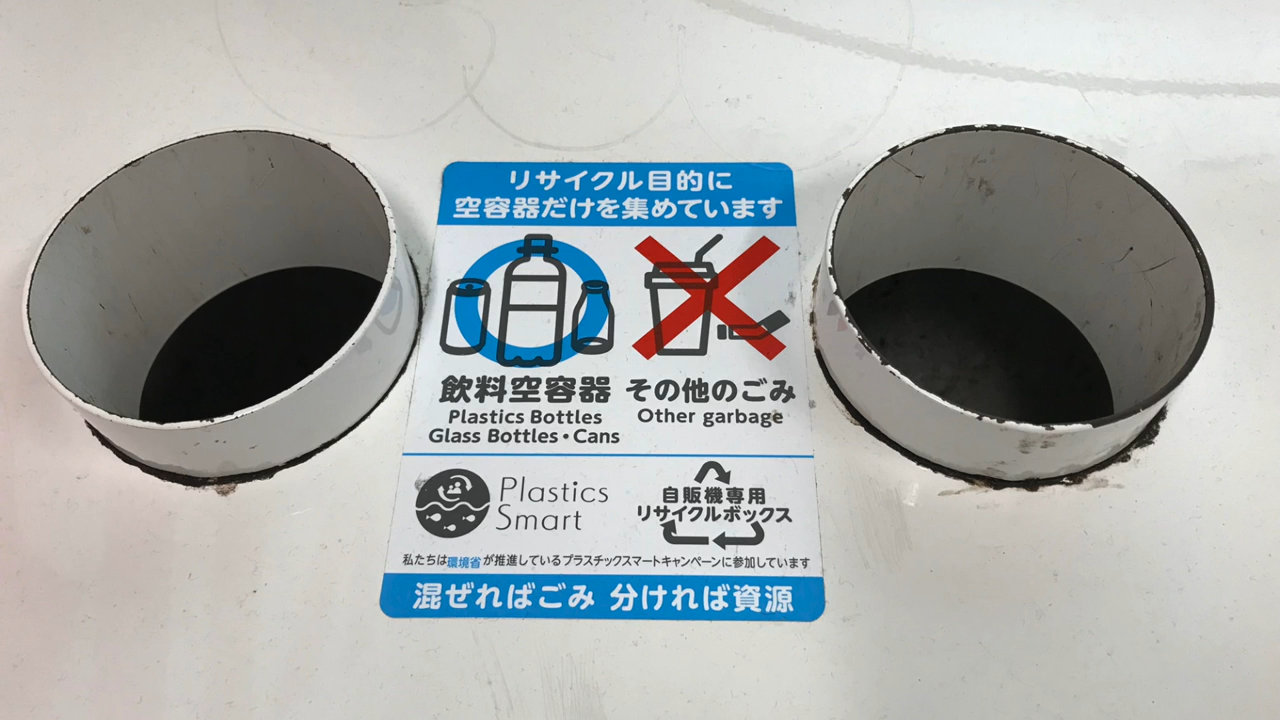 リサイクル目的に
空容器だけを集めています
飲料空容器
Plastics Bottles
Glass Bottles・Cans
その他のごみ
Other garbage
Plastics
Smart
自販機専用
リサイクルボックス
私たちは環境省が推進しているプラスチックスマートキャンペーンに参加しています
混ぜればごみ 分ければ資源